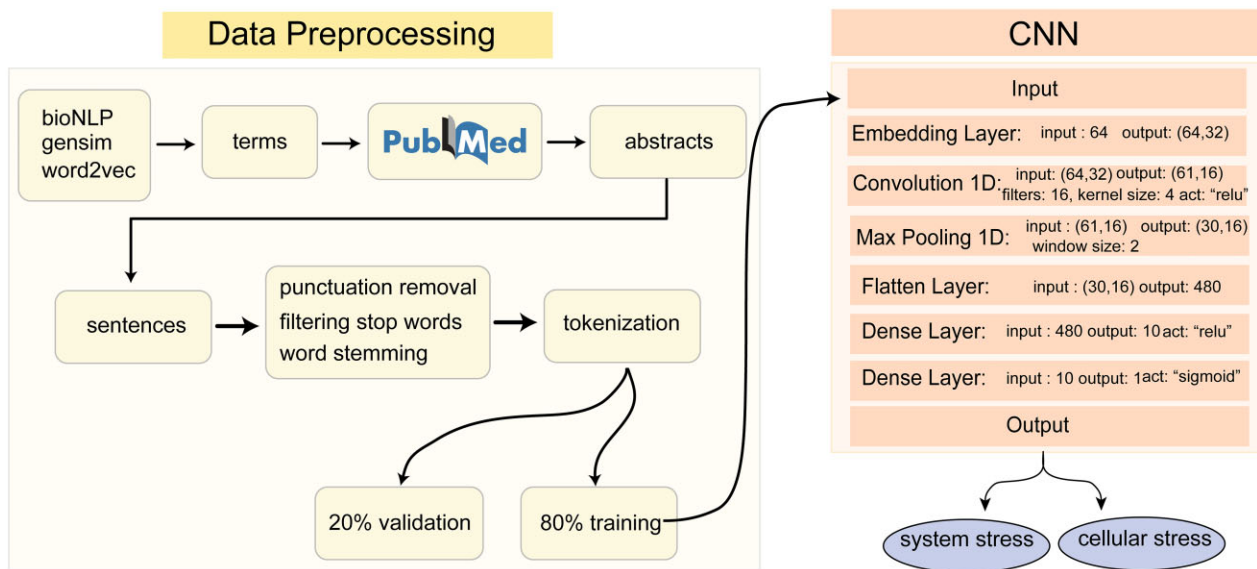 Data Preprocessing
bioNLP
gensim
word2vec
terms
PubMed
abstracts
sentences
punctuation removal
filtering stop words
word stemming
tokenization
20% validation
80% training
CNN
Input
Embedding Layer: input : 64 output: (64,32)
Convolution 1D: input: (64,32) output: (61,16)
filters: 16, kernel size: 4 act: “relu”
Max Pooling 1D: input : (61,16) output: (30,16)
window size: 2
Flatten Layer: input : (30,16) output: 480
Dense Layer: input : 480 output: 10 act: “relu”
Dense Layer: input : 10 output: 1 act: “sigmoid”
Output
system stress
cellular stress